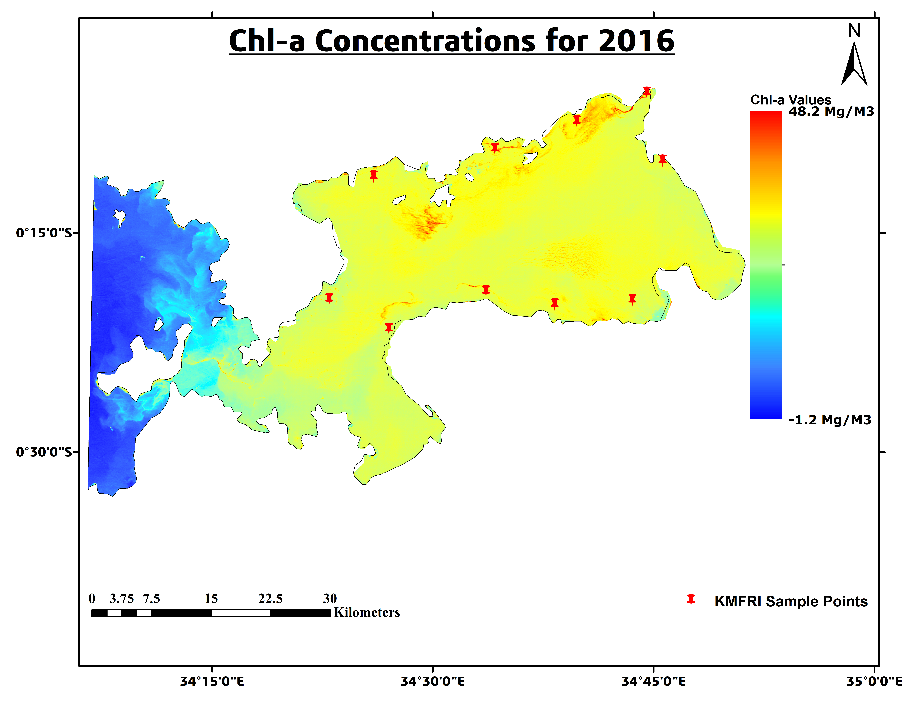 Chl-a Concentrations for 2016
N
Chl-a Values
48.2 Mg/M3
-1.2 Mg/M3
0°15'0"S
0°30'0"S
0 3.75 7.5 15 22.5 30
Kilometers
KMFRI Sample Points
34°15'0"E 34°30'0"E 34°45'0"E 35°0'0"E